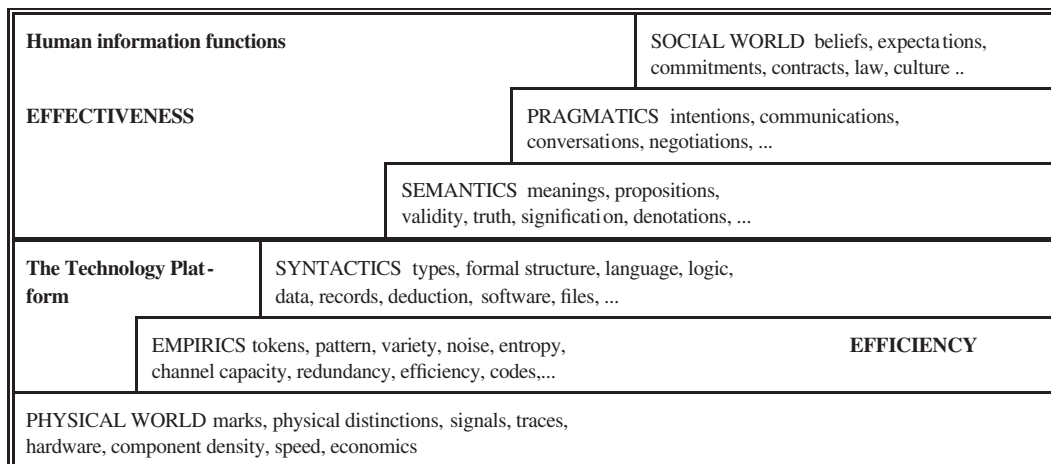 Human information functions
SOCIAL WORLD beliefs, expectations,
commitments, contracts, law, culture ..
EFFECTIVENESS
PRAGMATICS intentions, communications,
conversations, negotiations, ...
SEMANTICS meanings, propositions,
validity, truth, signification, denotations, ...
The Technology Plat-
form
SYNTACTICS types, formal structure, language, logic,
data, records, deduction, software, files, ...
EMPIRICS tokens, pattern, variety, noise, entropy,
channel capacity, redundancy, efficiency, codes,...
EFFICIENCY
PHYSICAL WORLD marks, physical distinctions, signals, traces,
hardware, component density, speed, economics